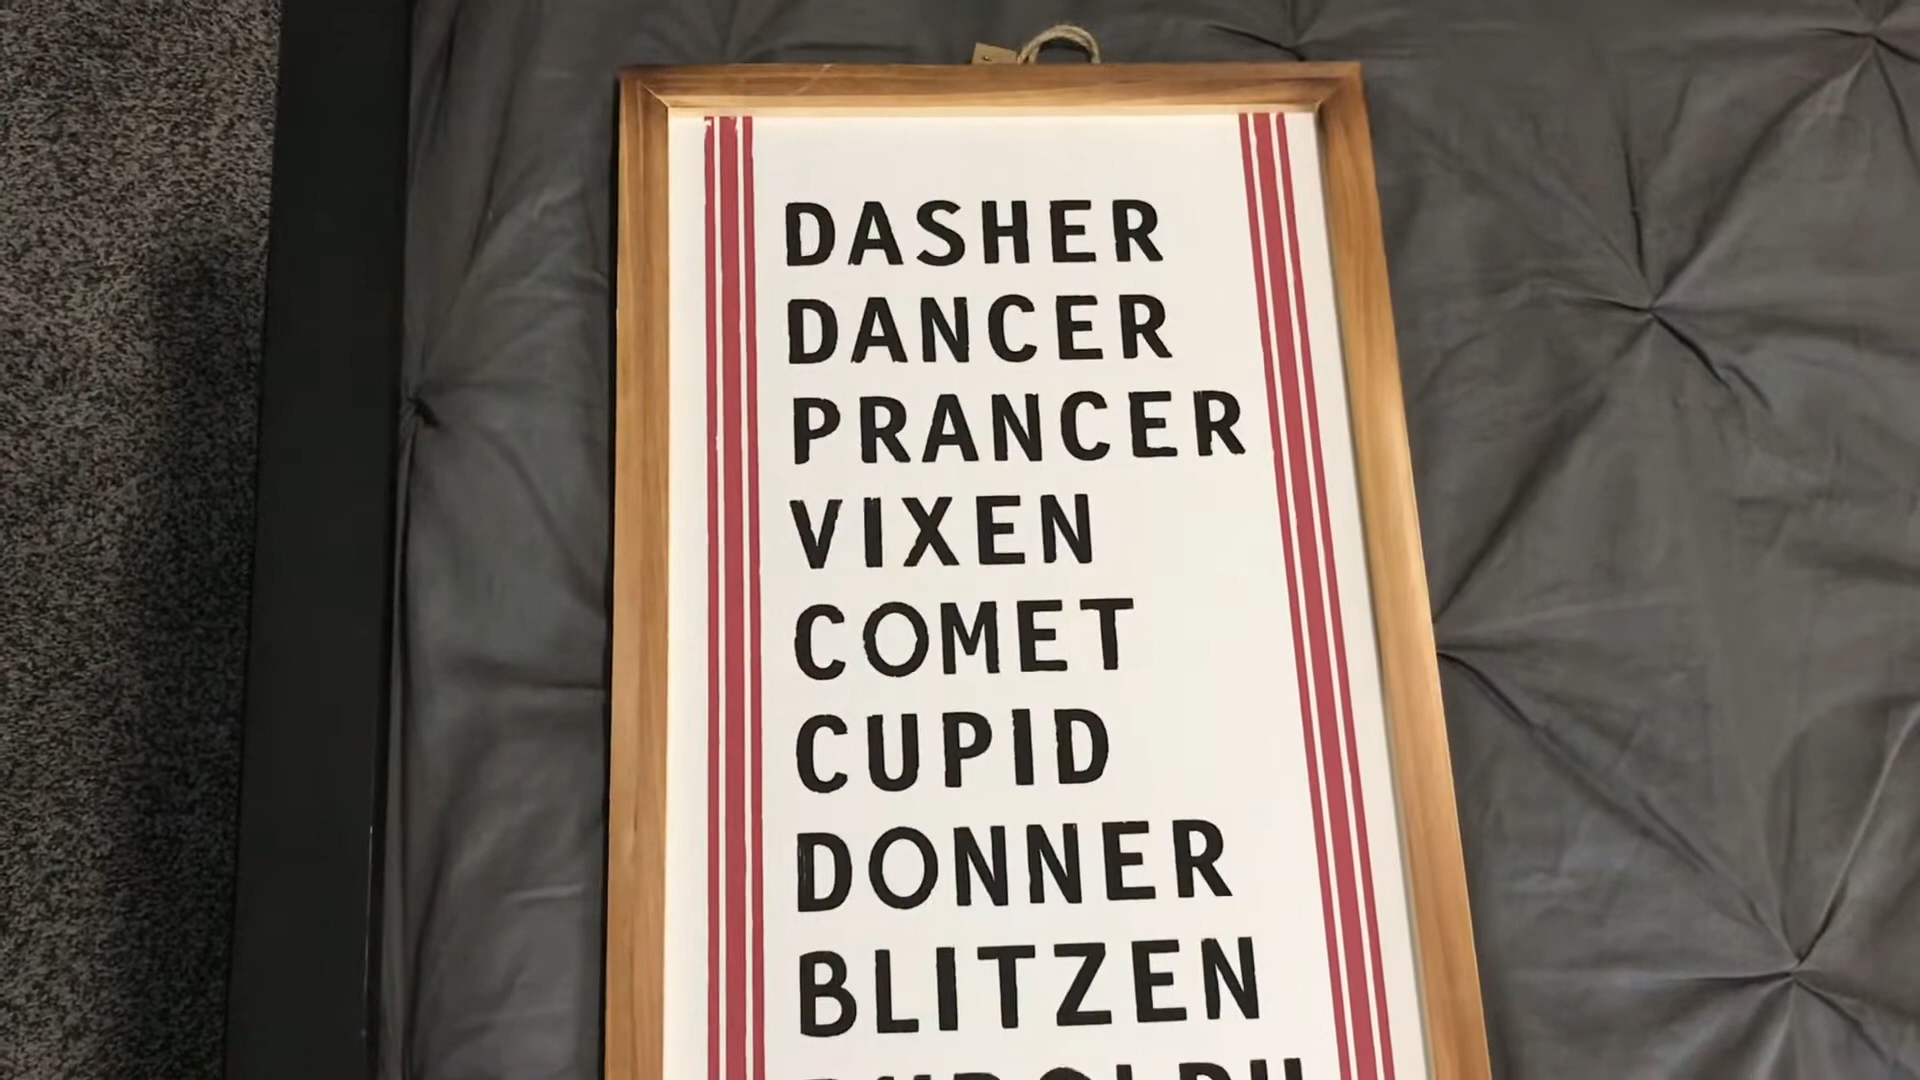 DASHER
DANCER
PRANCER
VIXEN
COMET
CUPID
DONNER
BLITZEN